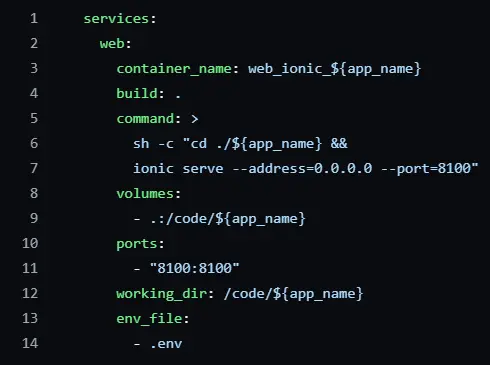 1 services:
2 web:
3 container_name: web_ionic_${app_name}
4 build: .
5 command: >
6 sh -c "cd ./${app_name} &&
7 ionic serve --address=0.0.0.0 --port=8100"
8 volumes:
9 - .:/code/${app_name}
10 ports:
11 - "8100:8100"
12 working_dir: /code/${app_name}
13 env_file:
14 - .env